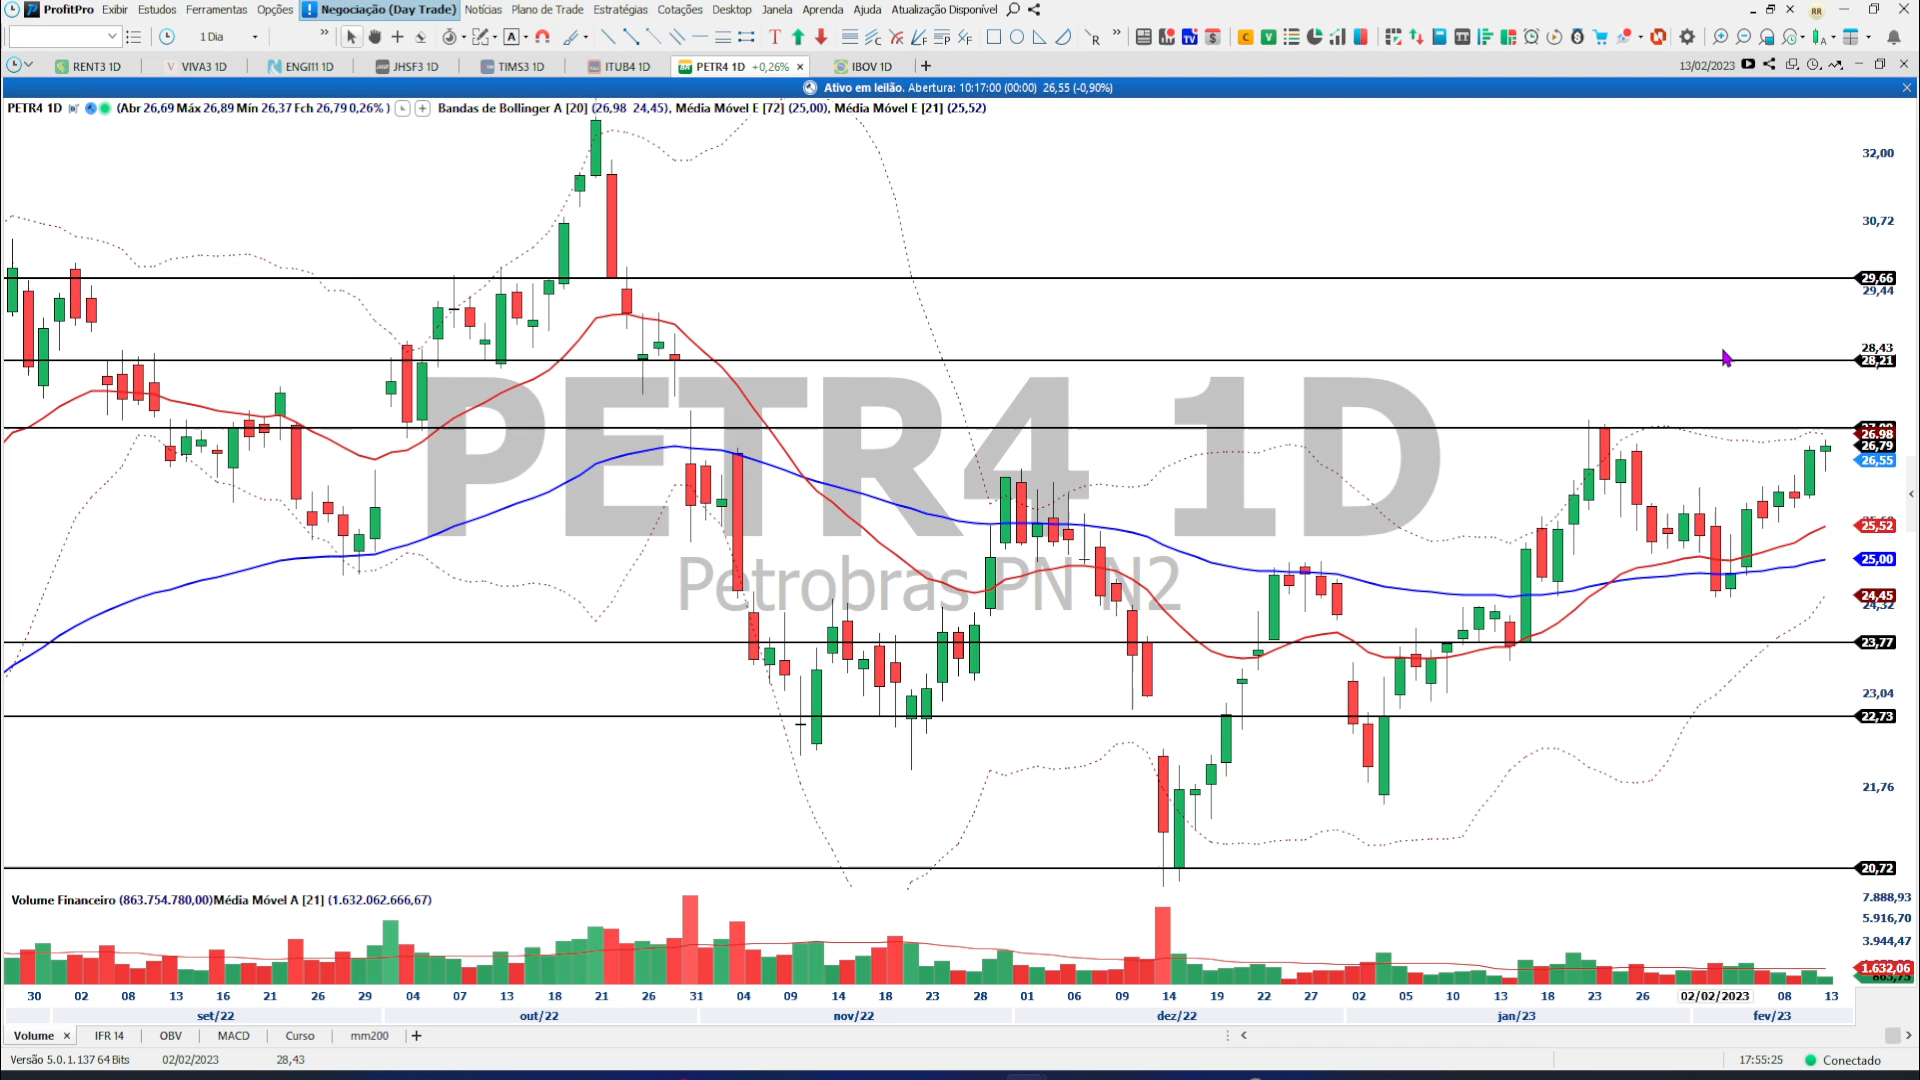 ProfitPro Exibir Estudos Ferramentas Opções Negociação (Day Trade) Notícias Plano de Trade Estratégias Cotações Desktop Janela Aprenda Ajuda Atualização Disponível RR
1 Dia
RENT3 1D VIVA3 1D ENGI11 1D JHSF3 1D TIMS3 1D ITUB4 1D PETR4 1D +0,26% IBOV 1D 13/02/2023
Ativo em leilão. Abertura: 10:17:00 (00:00) 26,55 (-0,90%)
PETR4 1D (Abr 26,69 Máx 26,89 Mín 26,37 Fch 26,79 0,26% ) Bandas de Bollinger A [20] (26,98 24,45), Média Móvel E [72] (25,00), Média Móvel E [21] (25,52)
32,00
30,72
29,66
29,44
28,43
28,21
26,98
26,79
26,55
25,52
25,00
24,45
24,32
23,77
23,04
22,73
21,76
20,72
PETR4 1D
Petrobras PN N2
Volume Financeiro (863.754.780,00)Média Móvel A [21] (1.632.062.666,67)
7.888,93
5.916,70
3.944,47
1.632,06
30 02 08 13 16 21 26 29 04 07 13 18 21 26 31 04 09 14 18 23 28 01 06 09 14 19 22 27 02 05 10 13 18 23 26 02/02/2023 08 13
set/22 out/22 nov/22 dez/22 jan/23 fev/23
Volume IFR 14 OBV MACD Curso mm200
Versão 5.0.1.137 64 Bits 02/02/2023 28,43 17:55:25 Conectado